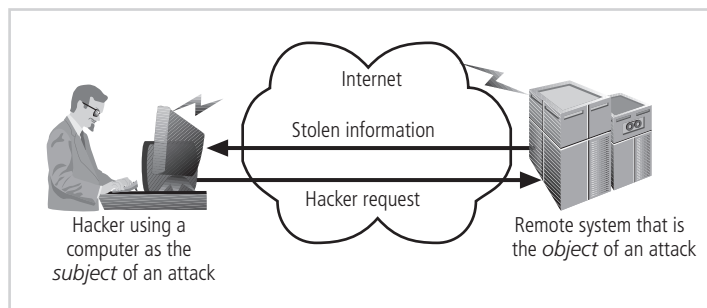 Internet
Stolen information
Hacker request
Hacker using a
computer as the
subject of an attack
Remote system that is
the object of an attack